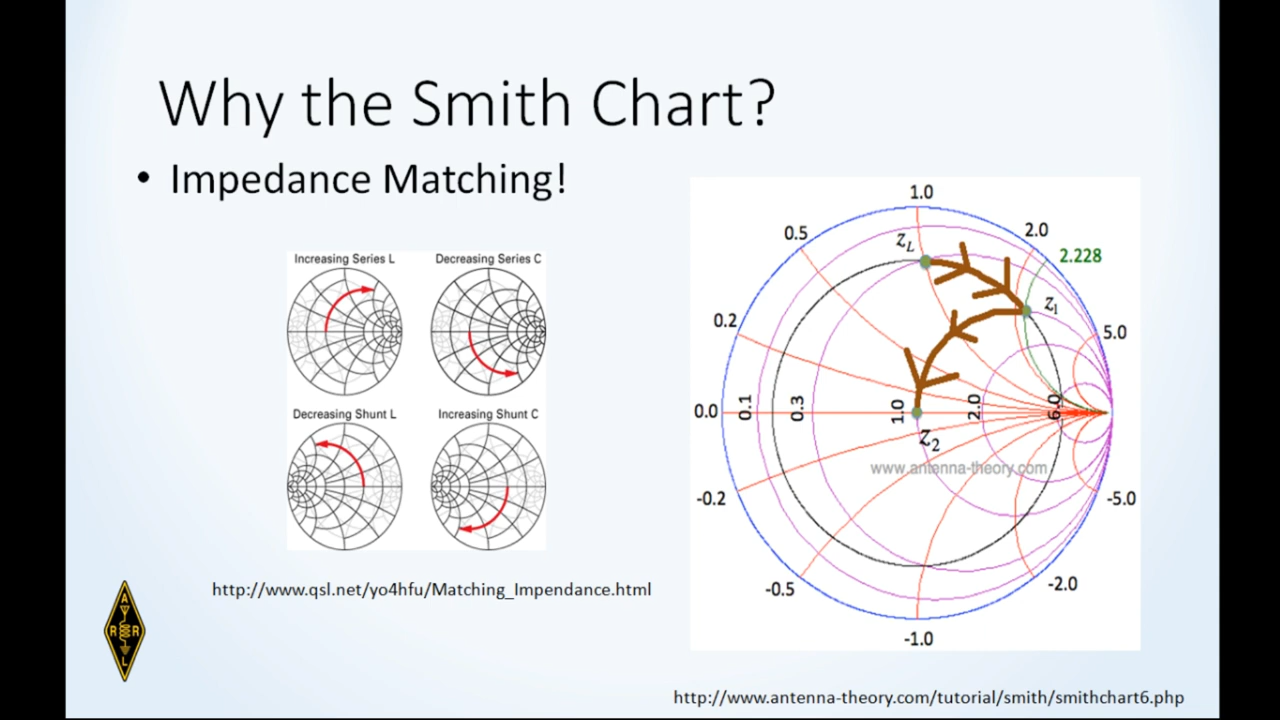 Why the Smith Chart?
• Impedance Matching!
Increasing Series L
Decreasing Series C
Decreasing Shunt L
Increasing Shunt C
http://www.qsl.net/yo4hfu/Matching_Impendance.html
A
R R
L
1.0
0.5
2.0
zL
2.228
z1
0.2
5.0
0.0
0.1
0.3
1.0
2.0
6.0
z2
www.antenna-theory.com
-0.2
-5.0
-0.5
-2.0
-1.0
http://www.antenna-theory.com/tutorial/smith/smithchart6.php